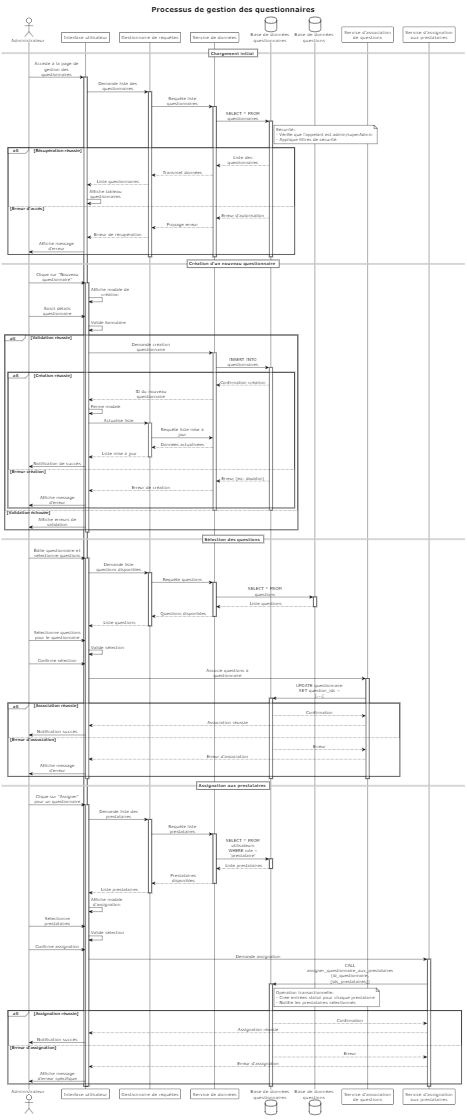 Processus de gestion des questionnaires
Administrateur
Interface utilisateur
Gestionnaire de requêtes
Service de données
Base de données
questionnaires
Base de données
questions
Service d'association
de questions
Service d'assignation
aux prestataires
Chargement initial
Accède à la page de
gestion des
questionnaires
Demande liste des
questionnaires
Requête liste
questionnaires
SELECT * FROM
questionnaires
Sécurité:
- Vérifie que l'appelant est admin/superAdmin
- Applique filtres de sécurité
alt
[Récupération réussie]
Liste des
questionnaires
Transmet données
Liste questionnaires
Affiche tableau
questionnaires
[Erreur d'accès]
Erreur d'autorisation
Passage erreur
Erreur de récupération
Affiche message
d'erreur
Création d'un nouveau questionnaire
Clique sur "Nouveau
questionnaire"
Affiche modale de
création
Saisit détails
questionnaire
Valide formulaire
alt
[Validation réussie]
Demande création
questionnaire
INSERT INTO
questionnaires
alt
[Création réussie]
Confirmation création
ID du nouveau
questionnaire
Ferme modale
Actualise liste
Requête liste mise à
jour
Données actualisées
Liste mise à jour
Notification de succès
[Erreur création]
Erreur (ex: doublon)
Erreur de création
Affiche message
d'erreur
[Validation échouée]
Affiche erreurs de
validation
Sélection des questions
Édite questionnaire et
sélectionne questions
Demande liste
questions disponibles
Requête questions
SELECT * FROM
questions
Liste questions
Questions disponibles
Liste questions
Sélectionne questions
pour le questionnaire
Valide sélection
Confirme sélection
Associe questions à
questionnaire
UPDATE questionnaire
SET question_ids =
[...]
alt
[Association réussie]
Confirmation
Association réussie
Notification succès
[Erreur d'association]
Erreur
Erreur d'association
Affiche message
d'erreur
Assignation aux prestataires
Clique sur "Assigner"
pour un questionnaire
Demande liste des
prestataires
Requête liste
prestataires
SELECT * FROM
utilisateurs
WHERE role =
'prestataire'
Liste prestataires
Prestataires
disponibles
Liste prestataires
Affiche modale
d'assignation
Sélectionne
prestataires
Valide sélection
Confirme assignation
Demande assignation
CALL
assigner_questionnaire_aux_prestataires
(id_questionnaire,
[ids_prestataires])
Opération transactionnelle:
- Crée entrées statut pour chaque prestataire
- Notifie les prestataires sélectionnés
alt
[Assignation réussie]
Confirmation
Assignation réussie
Notification succès
[Erreur d'assignation]
Erreur
Erreur d'assignation
Affiche message
d'erreur spécifique
Administrateur
Interface utilisateur
Gestionnaire de requêtes
Service de données
Base de données
questionnaires
Base de données
questions
Service d'association
de questions
Service d'assignation
aux prestataires